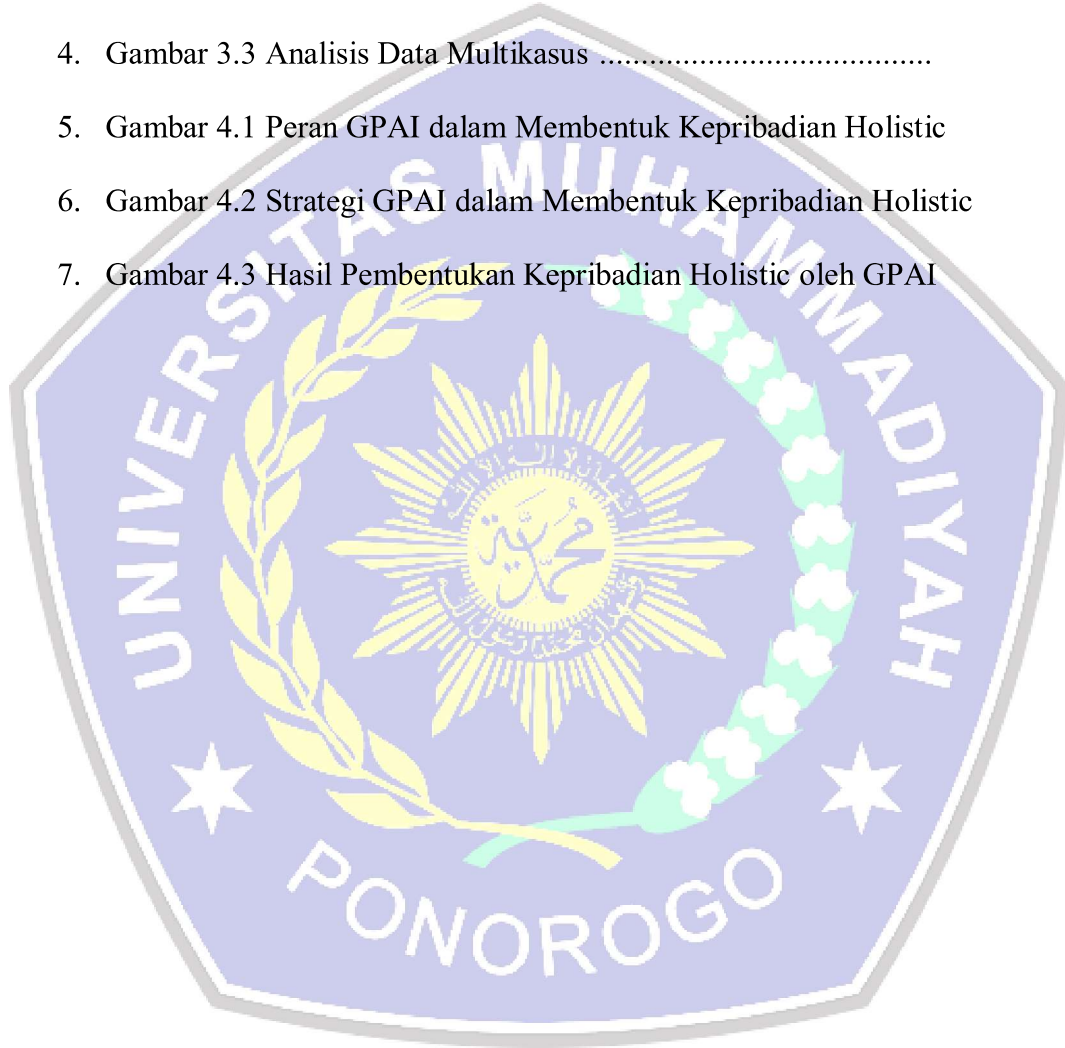 4. Gambar 3.3 Analisis Data Multikasus ........................................
5. Gambar 4.1 Peran GPAI dalam Membentuk Kepribadian Holistic
6. Gambar 4.2 Strategi GPAI dalam Membentuk Kepribadian Holistic
7. Gambar 4.3 Hasil Pembentukan Kepribadian Holistic oleh GPAI
UNIVERSITAS MUHAMMADIYAH
محمدية
PONOROGO